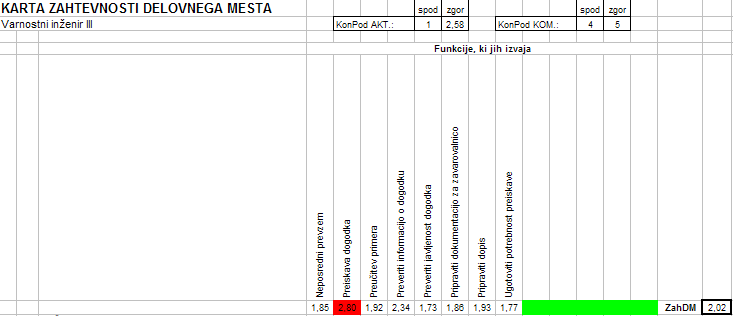 KARTA ZAHTEVNOSTI DELOVNEGA MESTA
spod zgor
spod zgor
Varnostni inženir III
KonPod AKT.: 1 2,58
KonPod KOM.: 4 5
Funkcije, ki jih izvaja
Neposredni prevzem
Preiskava dogodka
Preučitev primera
Preveriti informacijo o dogodku
Preveriti javljenost dogodka
Pripraviti dokumentacijo za zavarovalnico
Pripraviti dopis
Ugotoviti potrebnost preiskave
1,85 2,60 1,92 2,34 1,73 1,86 1,93 1,77 ZahDM 2,02